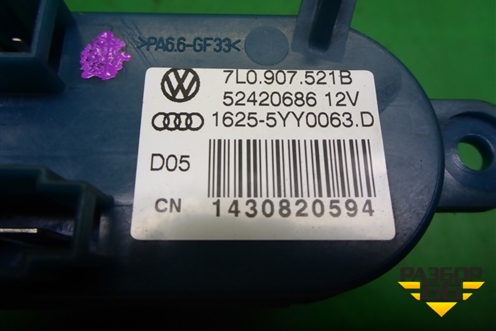 >PA6.6-GF33<
7L0.907.521B
52420686 12V
1625-5YY0063.D
D05
CN 1430820594
РАЗБОР